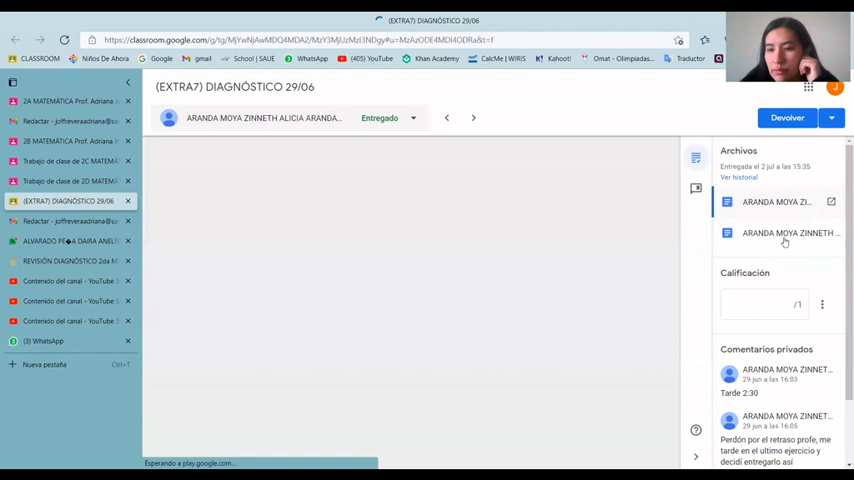 (EXTRA7) DIAGNÓSTICO 29/06
https://classroom.google.com/g/tg/
CLASSROOM
Niños De Ahora
Google
gmail
School | SAUE
WhatsApp
(405) YouTube
Khan Academy
CalcMe | WIRIS
Kahoot!
Omat - Olimpiadas...
Traductor
2A MATEMÁTICA Prof. Adriana
Redactar - joffreveraadriana@sa
2B MATEMÁTICA Prof. Adriana
Trabajo de clase de 2C MATEM
Trabajo de clase de 2D MATEM
(EXTRA7) DIAGNÓSTICO 29/06
Redactar - joffreveraadriana@sa
ALVARADO PE�A DAIRA ANELI
REVISIÓN DIAGNÓSTICO 2da M
Contenido del canal - YouTube S
Contenido del canal - YouTube S
Contenido del canal - YouTube S
(3) WhatsApp
Nueva pestaña
Ctrl+T
(EXTRA7) DIAGNÓSTICO 29/06
J
ARANDA MOYA ZINNETH ALICIA ARANDA...
Entregado
Devolver
Archivos
Entregada el 2 jul a las 15:35
Ver historial
ARANDA MOYA ZI...
ARANDA MOYA ZINNETH ...
Calificación
/1
Comentarios privados
ARANDA MOYA ZINNET...
29 jun a las 16:03
Tarde 2:30
ARANDA MOYA ZINNET...
29 jun a las 16:05
Perdón por el retraso profe, me
tarde en el ultimo ejercicio y
decidí entregarlo así
Esperando a play.google.com...